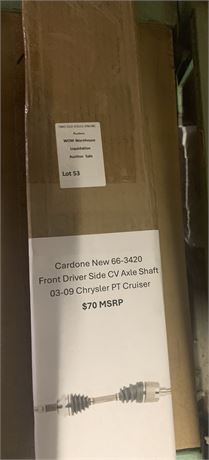 Auctions
WOW Warehouse
Liquidation
Auction Sale
Lot 53
Cardone New 66-3420
Front Driver Side CV Axle Shaft
03-09 Chrysler PT Cruiser
$70 MSRP